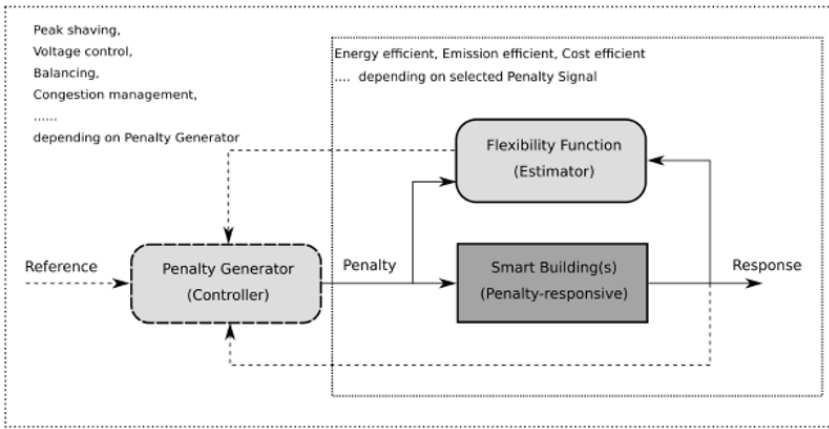 Peak shaving,
Voltage control,
Balancing,
Congestion management,
......
depending on Penalty Generator
Energy efficient, Emission efficient, Cost efficient
.... depending on selected Penalty Signal
Flexibility Function
(Estimator)
Reference
Penalty Generator
(Controller)
Penalty
Smart Building(s)
(Penalty-responsive)
Response